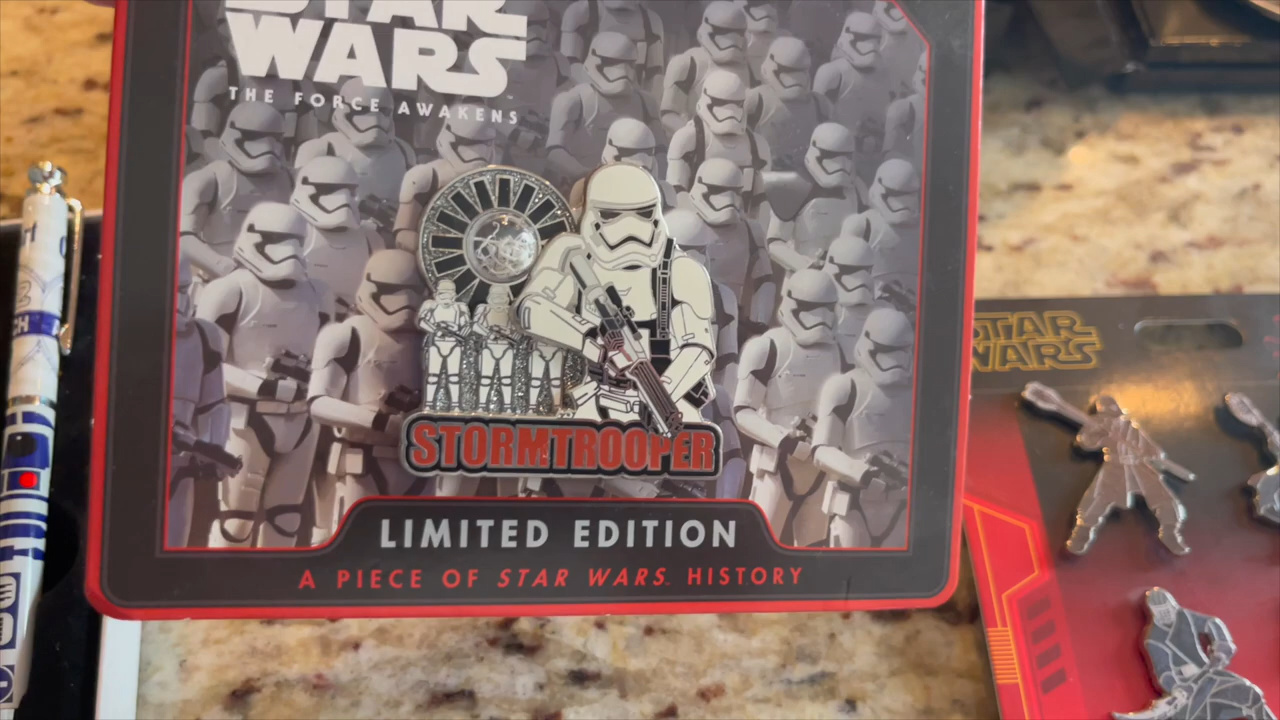 STAR
WARS
THE FORCE AWAKENS
STORMTROOPER
LIMITED EDITION
A PIECE OF STAR WARS HISTORY
STAR
WARS